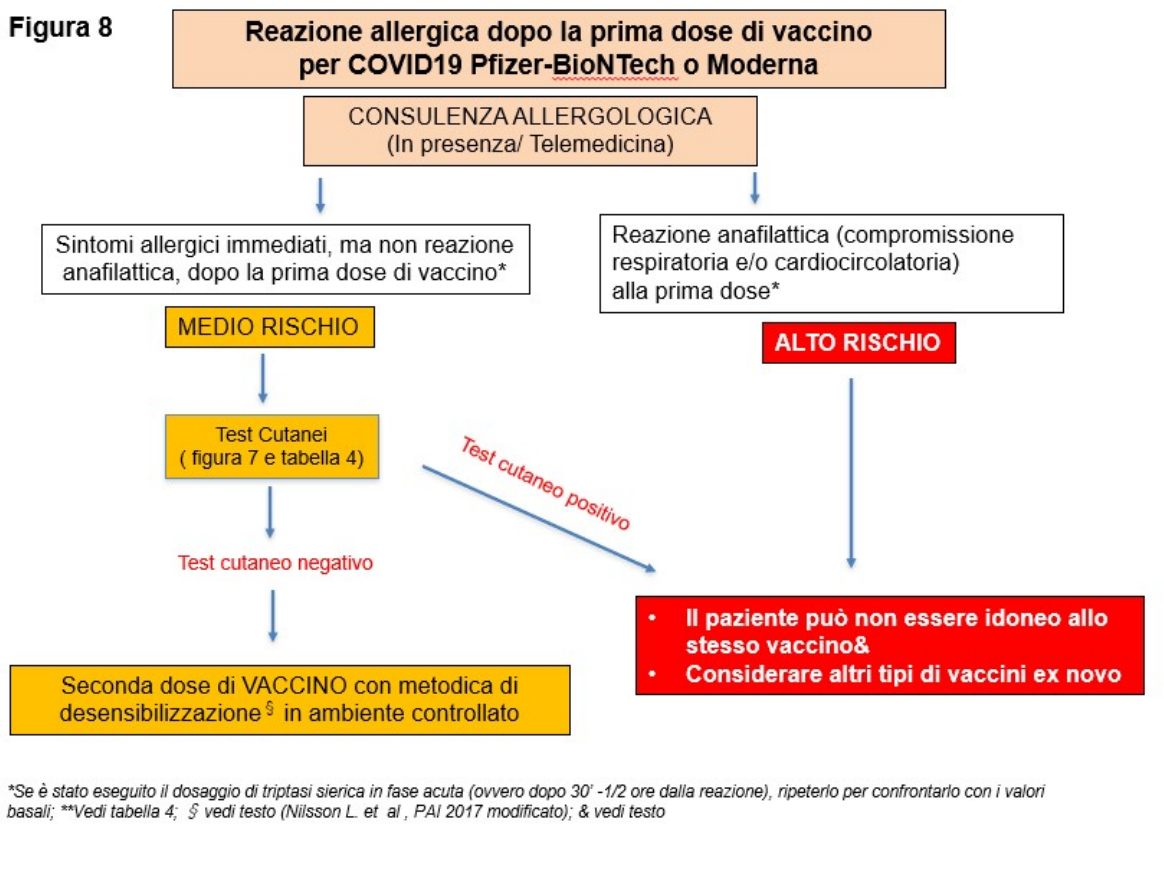 Figura 8
Reazione allergica dopo la prima dose di vaccino
per COVID19 Pfizer-BioNTech o Moderna
CONSULENZA ALLERGOLOGICA
(In presenza/ Telemedicina)
Sintomi allergici immediati, ma non reazione
anafilattica, dopo la prima dose di vaccino*
Reazione anafilattica (compromissione
respiratoria e/o cardiocircolatoria)
alla prima dose*
MEDIO RISCHIO
ALTO RISCHIO
Test Cutanei
( figura 7 e tabella 4)
Test cutaneo positivo
Test cutaneo negativo
• Il paziente può non essere idoneo allo
stesso vaccino&
• Considerare altri tipi di vaccini ex novo
Seconda dose di VACCINO con metodica di
desensibilizzazione § in ambiente controllato
*Se è stato eseguito il dosaggio di triptasi sierica in fase acuta (ovvero dopo 30' -1/2 ore dalla reazione), ripeterlo per confrontarlo con i valori
basali; **Vedi tabella 4; § vedi testo (Nilsson L. et al , PAI 2017 modificato); & vedi testo